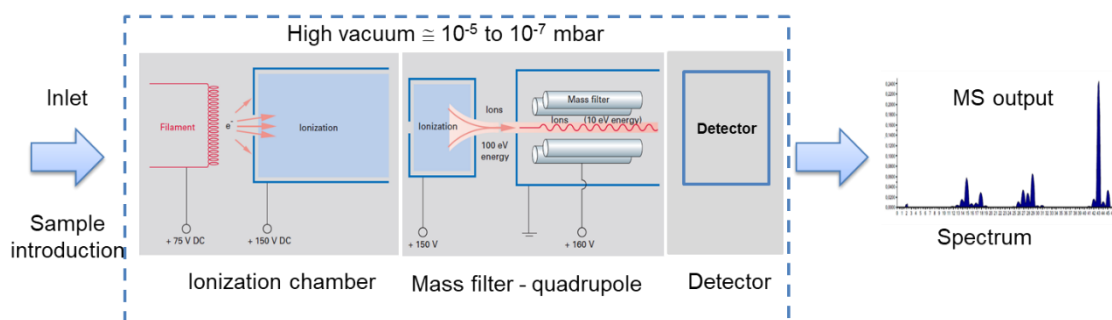 High vacuum ≅ 10⁻⁵ to 10⁻⁷ mbar
Inlet
Sample
introduction
Filament
e⁻
Ionization
+ 75 V DC
+ 150 V DC
Ionization chamber
Ionization
Ions
100 eV
energy
Mass filter
Ions (10 eV energy)
+ 150 V
+ 160 V
Mass filter - quadrupole
Detector
Detector
MS output
Spectrum